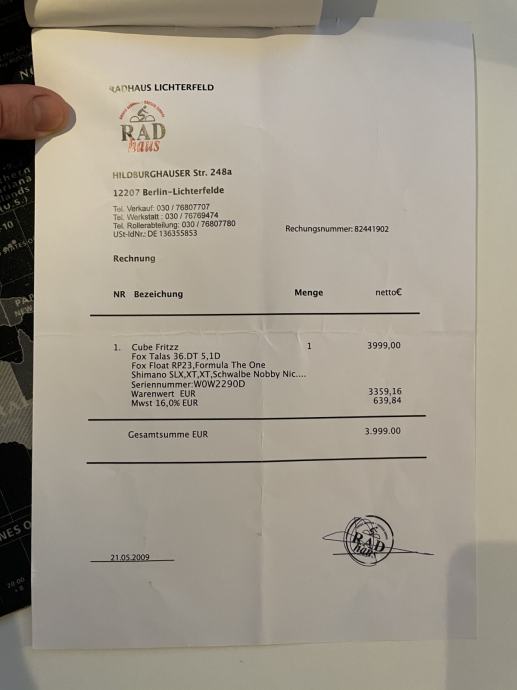 RADHAUS LICHTERFELD
RAD
haus
HILDBURGHAUSER Str. 248a
12207 Berlin-Lichterfelde
Tel. Verkauf: 030 / 76807707
Tel. Werkstatt : 030 / 76769474
Tel. Rollerabteilung: 030 / 76807780
USt-IdNr.: DE 136355853
Rechungsnummer: 82441902
Rechnung
NR Bezeichung Menge netto€
1. Cube Fritzz 1 3999,00
Fox Talas 36.DT 5,1D
Fox Float RP23,Formula The One
Shimano SLX,XT,XT,Schwalbe Nobby Nic....
Seriennummer:W0W2290D
Warenwert EUR 3359,16
Mwst 16,0% EUR 639,84
Gesamtsumme EUR 3.999.00
RAD
haus
21.05.2009